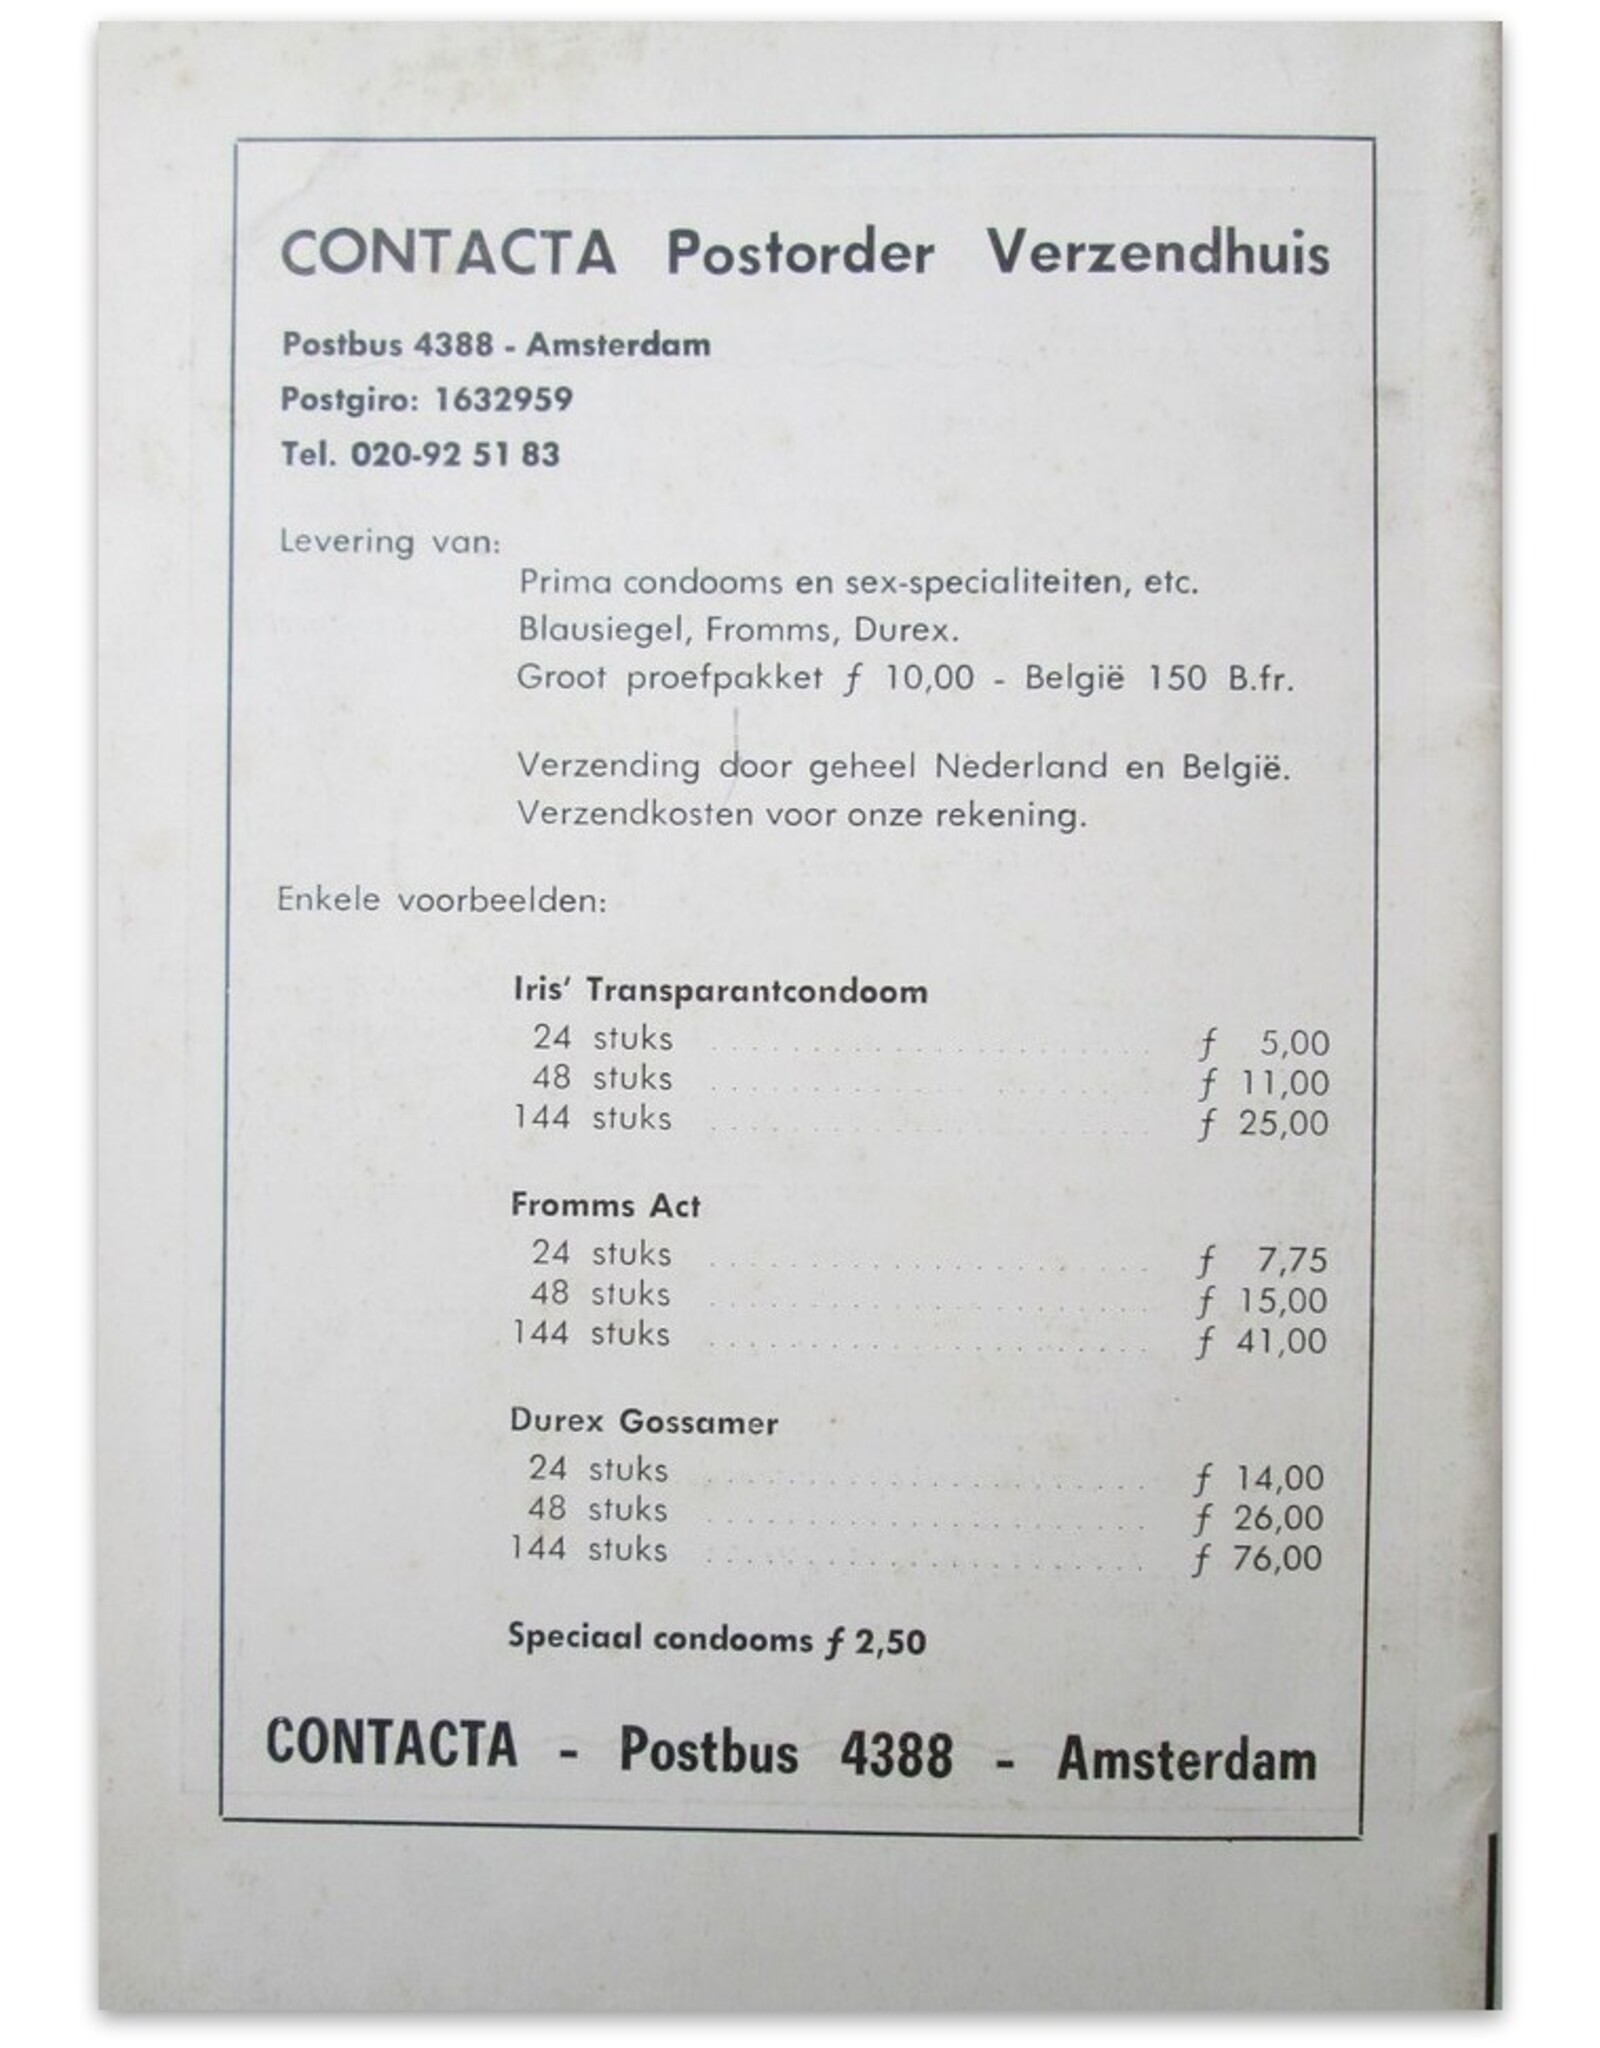 CONTACTA Postorder Verzendhuis
Postbus 4388 - Amsterdam
Postgiro: 1632959
Tel. 020-92 51 83
Levering van:
Prima condooms en sex-specialiteiten, etc.
Blausiegel, Fromms, Durex.
Groot proefpakket ƒ 10,00 - België 150 B.fr.
Verzending door geheel Nederland en België.
Verzendkosten voor onze rekening.
Enkele voorbeelden:
Iris' Transparantcondoom
24 stuks ...................... ƒ 5,00
48 stuks ...................... ƒ 11,00
144 stuks ...................... ƒ 25,00
Fromms Act
24 stuks ...................... ƒ 7,75
48 stuks ...................... ƒ 15,00
144 stuks ...................... ƒ 41,00
Durex Gossamer
24 stuks ...................... ƒ 14,00
48 stuks ...................... ƒ 26,00
144 stuks ...................... ƒ 76,00
Speciaal condooms ƒ 2,50
CONTACTA - Postbus 4388 - Amsterdam